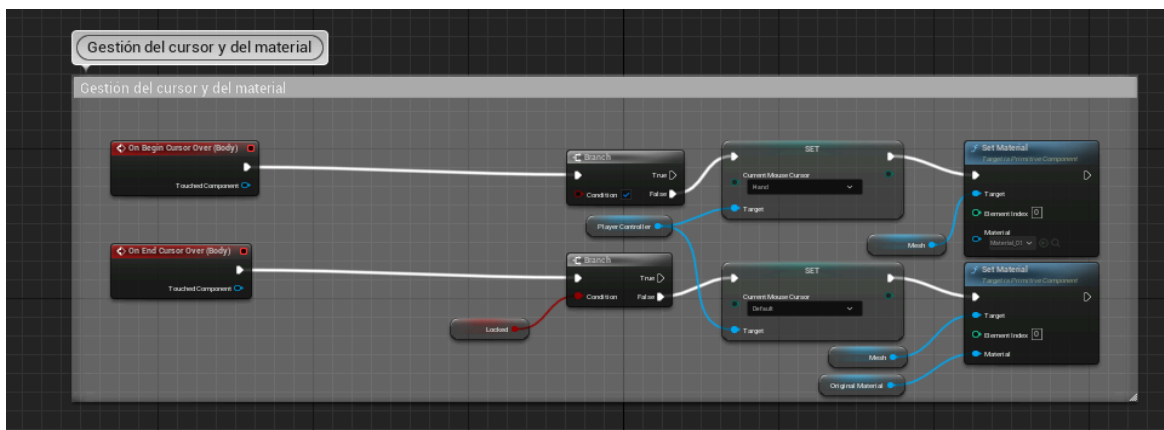 Gestión del cursor y del material
Gestión del cursor y del material
On Begin Cursor Over (Body)
Touched Component
Branch
True
Condition
False
SET
Current Mouse Cursor
Hand
Target
Set Material
Target is Primitive Component
Target
Element Index 0
Material
Material_01
Player Controller
Mesh
On End Cursor Over (Body)
Touched Component
Branch
True
Condition
False
Locked
SET
Current Mouse Cursor
Default
Target
Set Material
Target is Primitive Component
Target
Element Index 0
Material
Mesh
Original Material